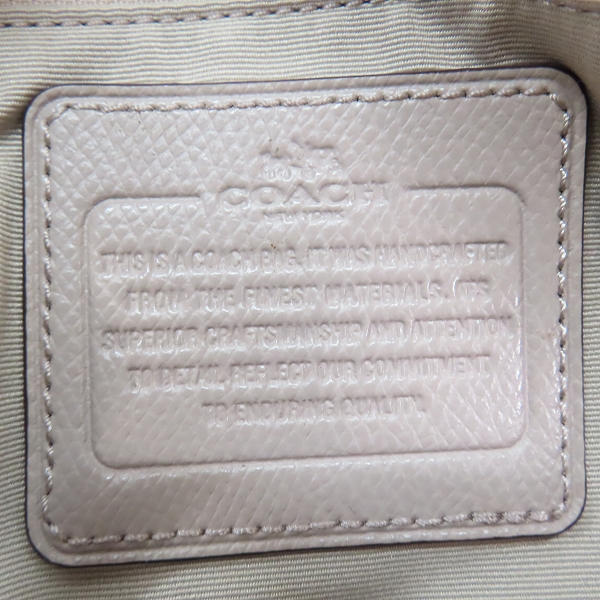 COACH
NEW YORK
THIS IS A COACH BAG. IT WAS HANDCRAFTED
FROM THE FINEST MATERIALS. ITS
SUPERIOR CRAFTSMANSHIP AND ATTENTION
TO DETAIL REFLECT OUR COMMITMENT
TO ENDURING QUALITY.